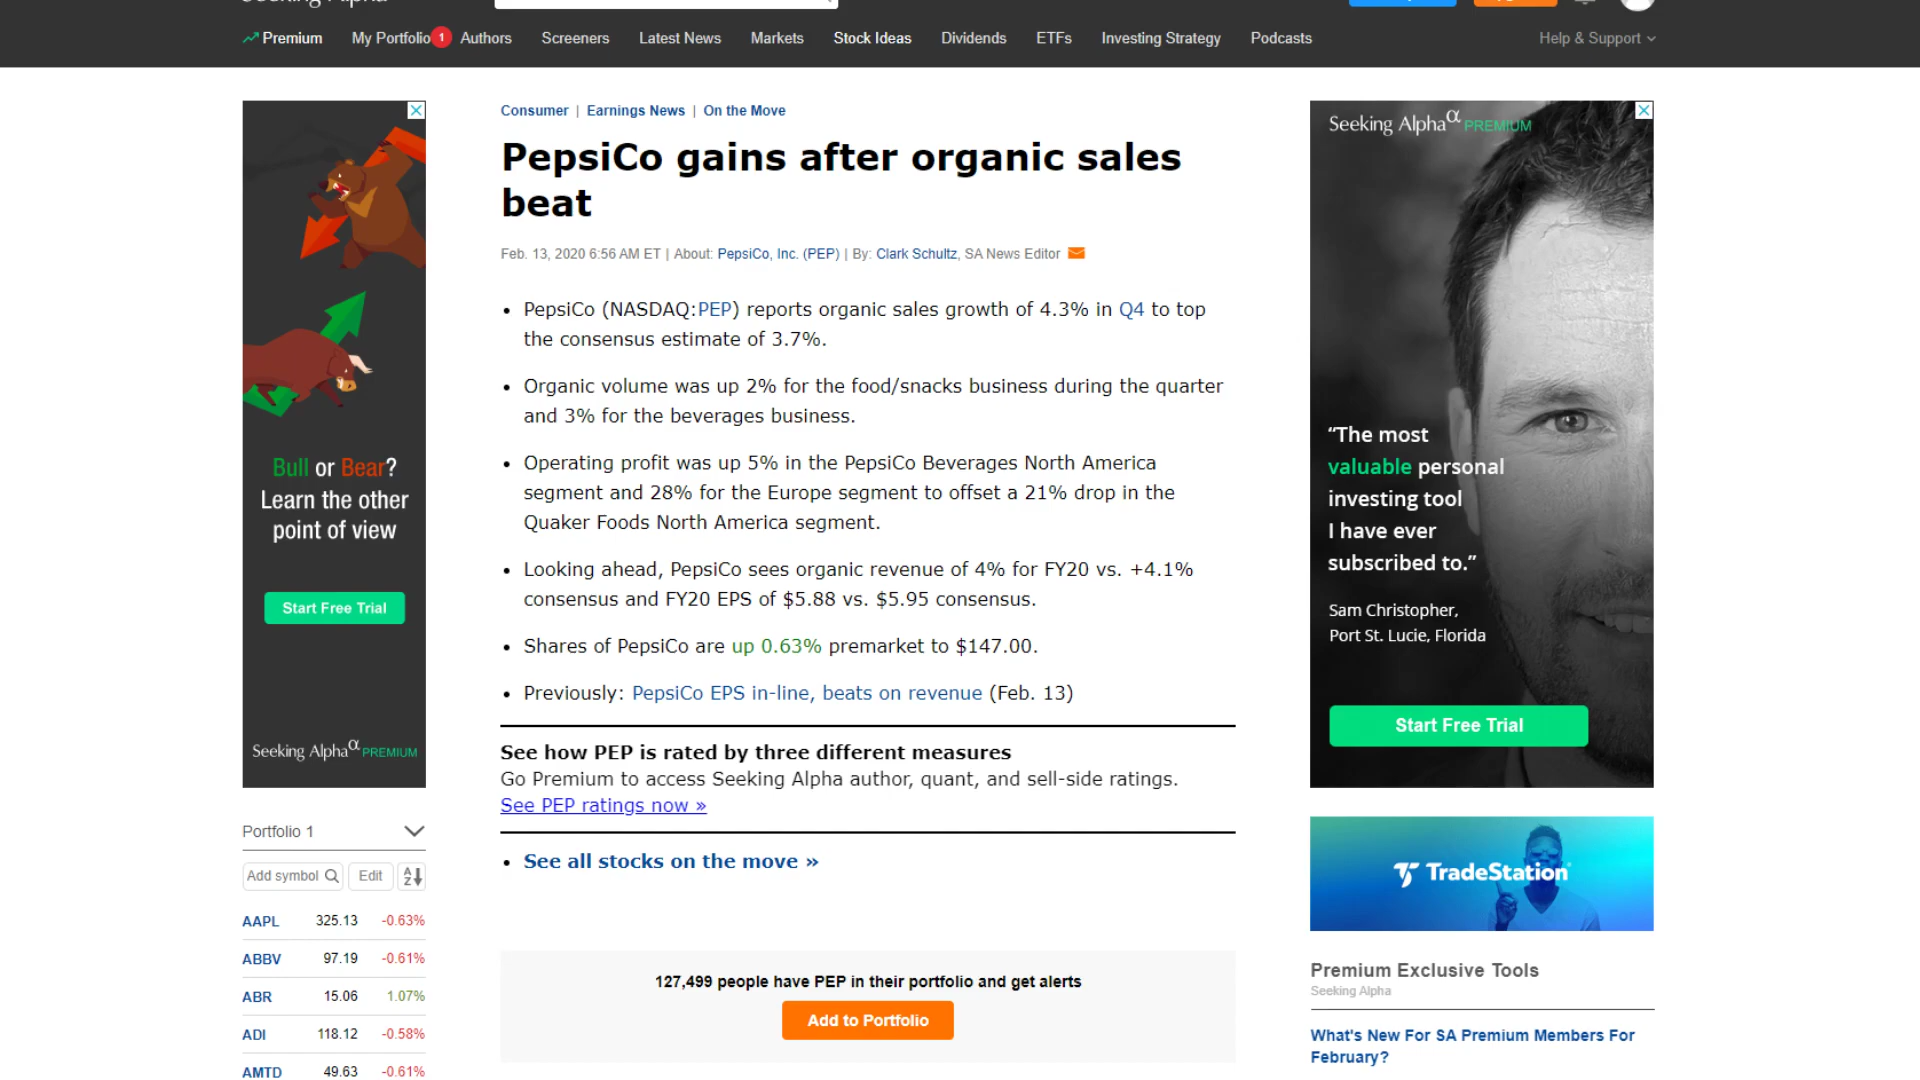 Seeking Alpha
Premium My Portfolio 1 Authors Screeners Latest News Markets Stock Ideas Dividends ETFs Investing Strategy Podcasts Help & Support
Consumer | Earnings News | On the Move
PepsiCo gains after organic sales
beat
Feb. 13, 2020 6:56 AM ET | About: PepsiCo, Inc. (PEP) | By: Clark Schultz, SA News Editor
• PepsiCo (NASDAQ:PEP) reports organic sales growth of 4.3% in Q4 to top
the consensus estimate of 3.7%.
• Organic volume was up 2% for the food/snacks business during the quarter
and 3% for the beverages business.
• Operating profit was up 5% in the PepsiCo Beverages North America
segment and 28% for the Europe segment to offset a 21% drop in the
Quaker Foods North America segment.
• Looking ahead, PepsiCo sees organic revenue of 4% for FY20 vs. +4.1%
consensus and FY20 EPS of $5.88 vs. $5.95 consensus.
• Shares of PepsiCo are up 0.63% premarket to $147.00.
• Previously: PepsiCo EPS in-line, beats on revenue (Feb. 13)
See how PEP is rated by three different measures
Go Premium to access Seeking Alpha author, quant, and sell-side ratings.
See PEP ratings now »
• See all stocks on the move »
127,499 people have PEP in their portfolio and get alerts
Add to Portfolio
Bull or Bear?
Learn the other
point of view
Start Free Trial
Seeking Alpha α PREMIUM
Portfolio 1
Add symbol Edit A Z
AAPL 325.13 -0.63%
ABBV 97.19 -0.61%
ABR 15.06 1.07%
ADI 118.12 -0.58%
AMTD 49.63 -0.61%
Seeking Alpha α PREMIUM
“The most
valuable personal
investing tool
I have ever
subscribed to.”
Sam Christopher,
Port St. Lucie, Florida
Start Free Trial
TradeStation
Premium Exclusive Tools
Seeking Alpha
What's New For SA Premium Members For
February?